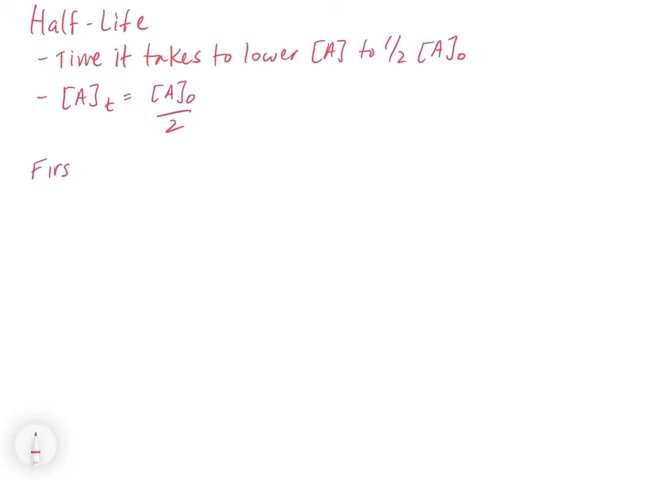 Half-Life
- Time it takes to lower [A] to 1/2 [A]₀
- [A]ₜ = [A]₀/2
Firs